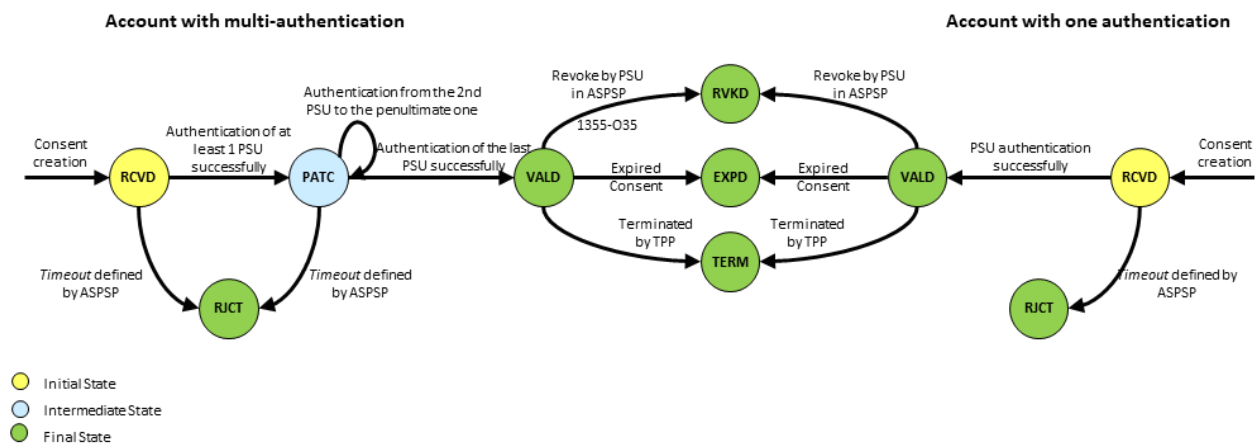 Account with multi-authentication
Account with one authentication
Authentication from the 2nd
PSU to the penultimate one
Revoke by PSU
in ASPSP
1355-O35
RVKD
Revoke by PSU
in ASPSP
Consent
creation
RCVD
Authentication of at
least 1 PSU
successfully
PATC
Authentication of the last
PSU successfully
VALD
Expired
Consent
EXPD
Expired
Consent
VALD
PSU authentication
successfully
RCVD
Consent
creation
Terminated
by TPP
TERM
Terminated
by TPP
Timeout defined
by ASPSP
RJCT
Timeout defined
by ASPSP
RJCT
Timeout defined by
ASPSP
Initial State
Intermediate State
Final State